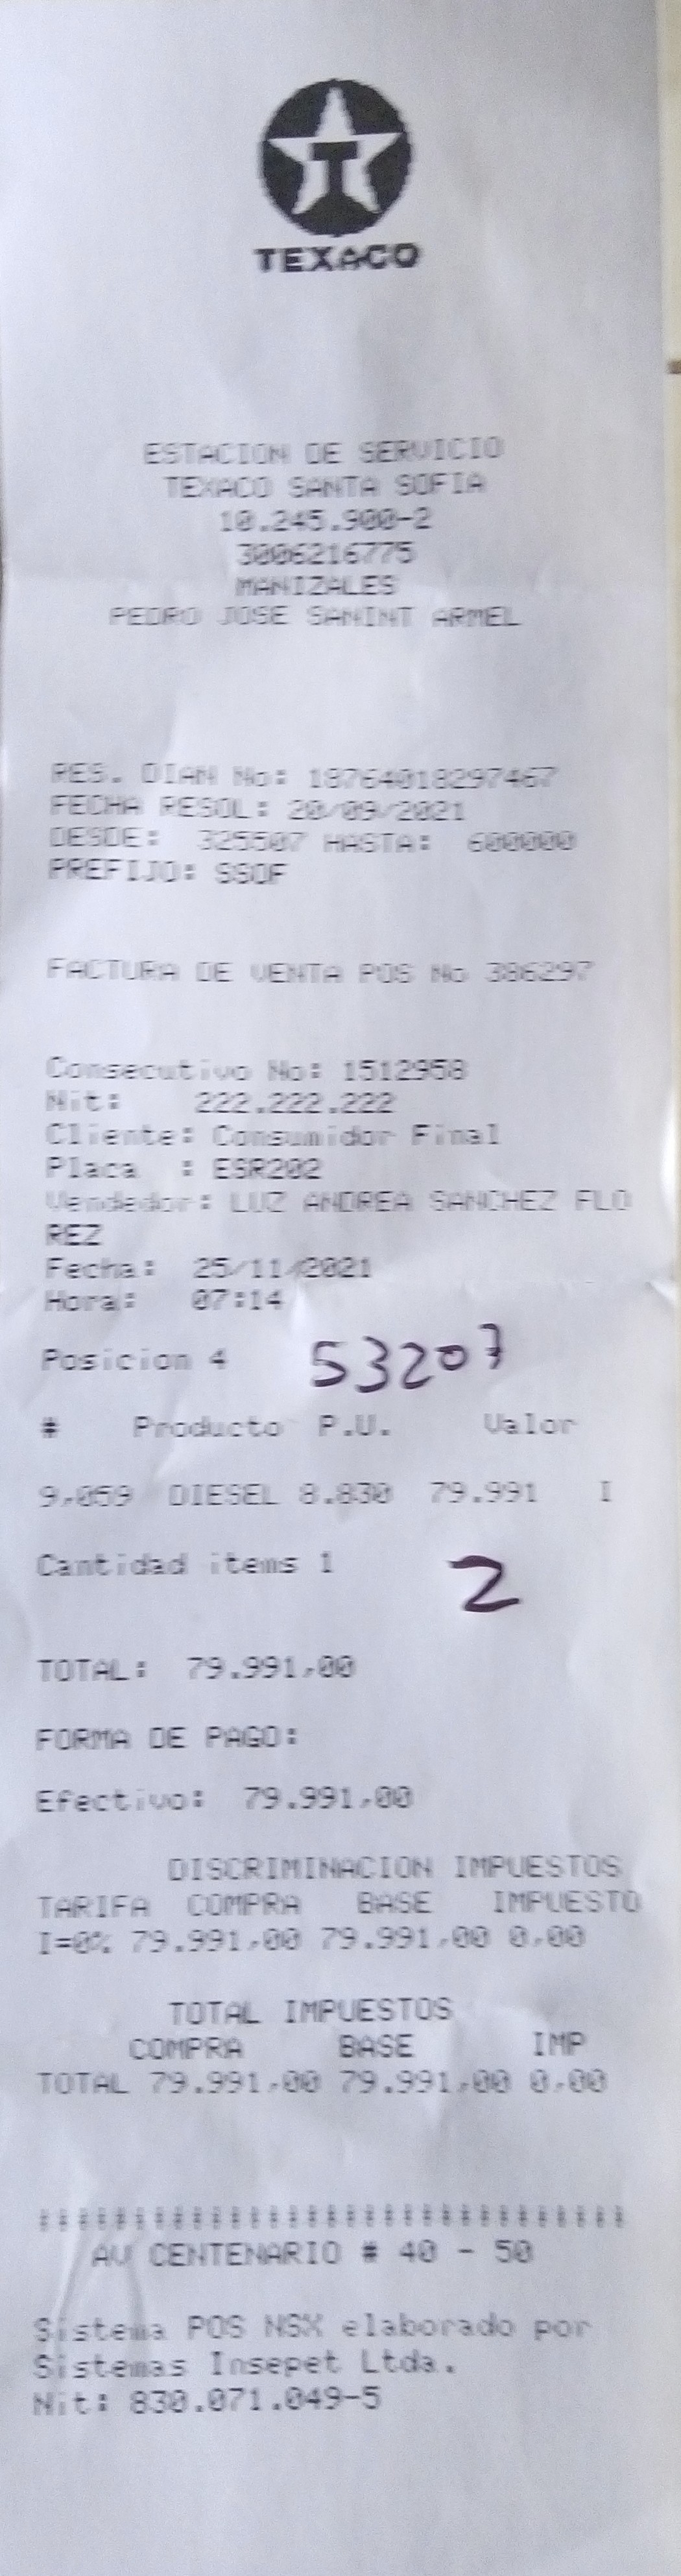 TEXACO
ESTACION DE SERVICIO
TEXACO SANTA SOFIA
10.245.900-2
3006216775
MANIZALES
PEDRO JOSE SANINT ARMEL
RES. DIAN No: 18764018297467
FECHA RESOL: 20/09/2021
DESDE: 325507 HASTA: 600000
PREFIJO: SSOF
FACTURA DE VENTA POS No 386297
Consecutivo No: 1512958
Nit: 222.222.222
Cliente: Consumidor Final
Placa : ESR202
Vendedor: LUZ ANDREA SANCHEZ FLO
REZ
Fecha: 25/11/2021
Hora: 07:14
Posicion 4 53207
# Producto P.U. Valor
9,059 DIESEL 8.830 79.991 I
Cantidad items 1
2
TOTAL: 79.991,00
FORMA DE PAGO:
Efectivo: 79.991,00
DISCRIMINACION IMPUESTOS
TARIFA COMPRA BASE IMPUESTO
I=0% 79.991,00 79.991,00 0,00
TOTAL IMPUESTOS
COMPRA BASE IMP
TOTAL 79.991,00 79.991,00 0,00
AV CENTENARIO # 40 - 50
Sistema POS NSX elaborado por
Sistemas Insepet Ltda.
Nit: 830.071.049-5